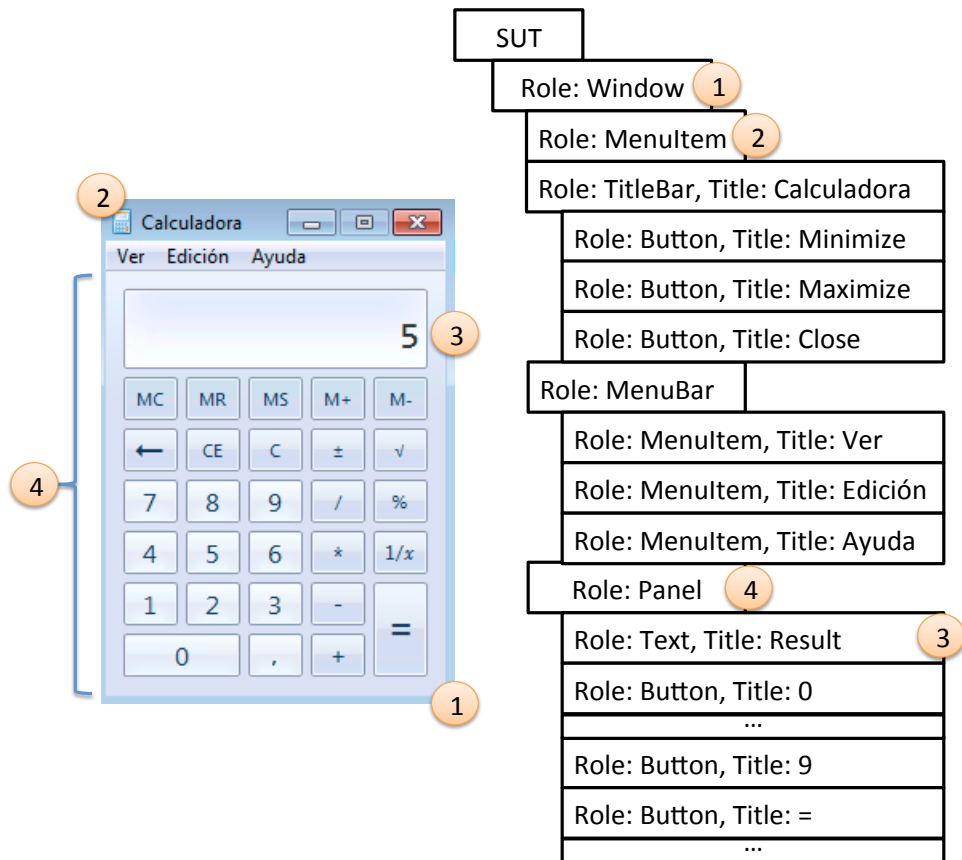 2
Calculadora
Ver Edición Ayuda
5
3
MC MR MS M+ M-
← CE C ± √
7 8 9 / %
4
4 5 6 * 1/x
1 2 3 - =
0 , +
1
SUT
Role: Window 1
Role: MenuItem 2
Role: TitleBar, Title: Calculadora
Role: Button, Title: Minimize
Role: Button, Title: Maximize
Role: Button, Title: Close
Role: MenuBar
Role: MenuItem, Title: Ver
Role: MenuItem, Title: Edición
Role: MenuItem, Title: Ayuda
Role: Panel 4
Role: Text, Title: Result 3
Role: Button, Title: 0
...
Role: Button, Title: 9
Role: Button, Title: =
...